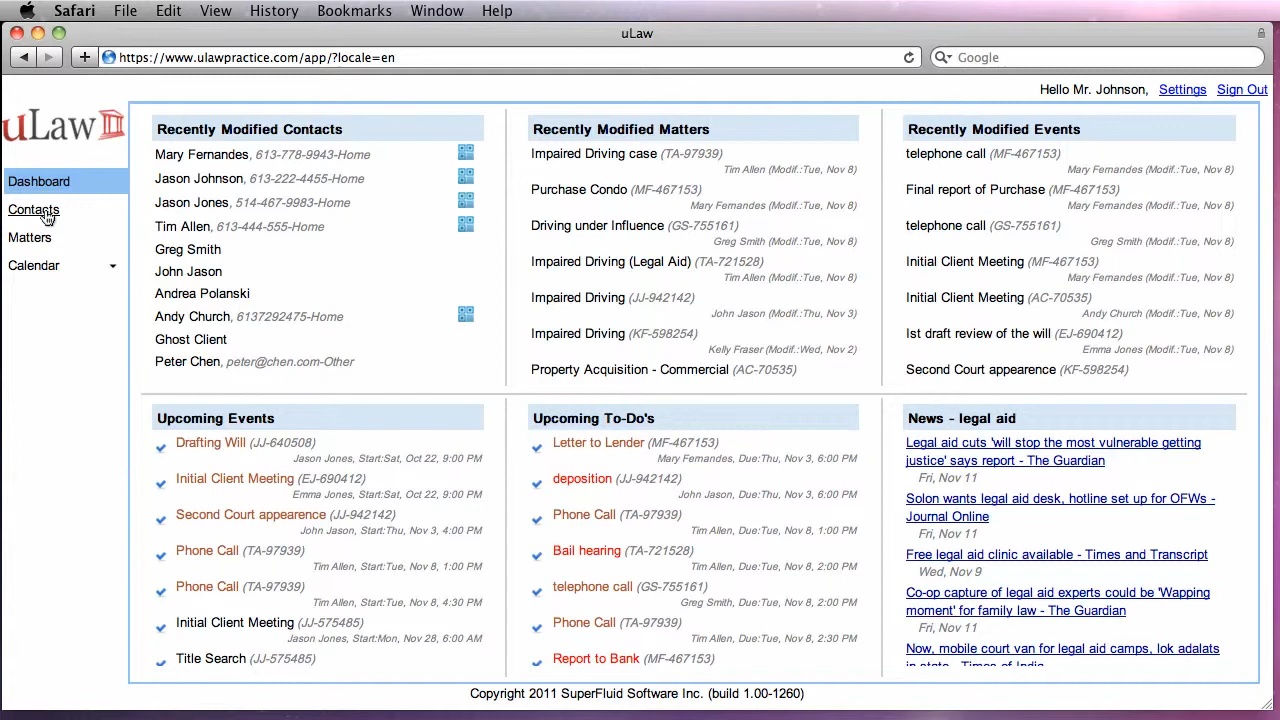 Safari File Edit View History Bookmarks Window Help
uLaw
https://www.ulawpractice.com/app/?locale=en
Google
Hello Mr. Johnson, Settings Sign Out
uLaw
Dashboard
Contacts
Matters
Calendar
Recently Modified Contacts
Mary Fernandes, 613-778-9943-Home
Jason Johnson, 613-222-4455-Home
Jason Jones, 514-467-9983-Home
Tim Allen, 613-444-555-Home
Greg Smith
John Jason
Andrea Polanski
Andy Church, 6137292475-Home
Ghost Client
Peter Chen, peter@chen.com-Other
Recently Modified Matters
Impaired Driving case (TA-97939)
Tim Allen (Modif.:Tue, Nov 8)
Purchase Condo (MF-467153)
Mary Fernandes (Modif.:Tue, Nov 8)
Driving under Influence (GS-755161)
Greg Smith (Modif.:Tue, Nov 8)
Impaired Driving (Legal Aid) (TA-721528)
Tim Allen (Modif.:Tue, Nov 8)
Impaired Driving (JJ-942142)
John Jason (Modif.:Thu, Nov 3)
Impaired Driving (KF-598254)
Kelly Fraser (Modif.:Wed, Nov 2)
Property Acquisition - Commercial (AC-70535)
Recently Modified Events
telephone call (MF-467153)
Mary Fernandes (Modif.:Tue, Nov 8)
Final report of Purchase (MF-467153)
Mary Fernandes (Modif.:Tue, Nov 8)
telephone call (GS-755161)
Greg Smith (Modif.:Tue, Nov 8)
Initial Client Meeting (MF-467153)
Mary Fernandes (Modif.:Tue, Nov 8)
Initial Client Meeting (AC-70535)
Andy Church (Modif.:Tue, Nov 8)
Ist draft review of the will (EJ-690412)
Emma Jones (Modif.:Tue, Nov 8)
Second Court appearence (KF-598254)
Upcoming Events
Drafting Will (JJ-640508)
Jason Jones, Start:Sat, Oct 22, 9:00 PM
Initial Client Meeting (EJ-690412)
Emma Jones, Start:Sat, Oct 22, 9:00 PM
Second Court appearence (JJ-942142)
John Jason, Start:Thu, Nov 3, 4:00 PM
Phone Call (TA-97939)
Tim Allen, Start:Tue, Nov 8, 1:00 PM
Phone Call (TA-97939)
Tim Allen, Start:Tue, Nov 8, 4:30 PM
Initial Client Meeting (JJ-575485)
Jason Jones, Start:Mon, Nov 28, 6:00 AM
Title Search (JJ-575485)
Upcoming To-Do's
Letter to Lender (MF-467153)
Mary Fernandes, Due:Thu, Nov 3, 6:00 PM
deposition (JJ-942142)
John Jason, Due:Thu, Nov 3, 6:00 PM
Phone Call (TA-97939)
Tim Allen, Due:Tue, Nov 8, 1:00 PM
Bail hearing (TA-721528)
Tim Allen, Due:Tue, Nov 8, 2:00 PM
telephone call (GS-755161)
Greg Smith, Due:Tue, Nov 8, 2:00 PM
Phone Call (TA-97939)
Tim Allen, Due:Tue, Nov 8, 2:30 PM
Report to Bank (MF-467153)
News - legal aid
Legal aid cuts 'will stop the most vulnerable getting
justice' says report - The Guardian
Fri, Nov 11
Solon wants legal aid desk, hotline set up for OFWs -
Journal Online
Fri, Nov 11
Free legal aid clinic available - Times and Transcript
Wed, Nov 9
Co-op capture of legal aid experts could be 'Wapping
moment' for family law - The Guardian
Fri, Nov 11
Now, mobile court van for legal aid camps, lok adalats
in state - Times of India
Copyright 2011 SuperFluid Software Inc. (build 1.00-1260)